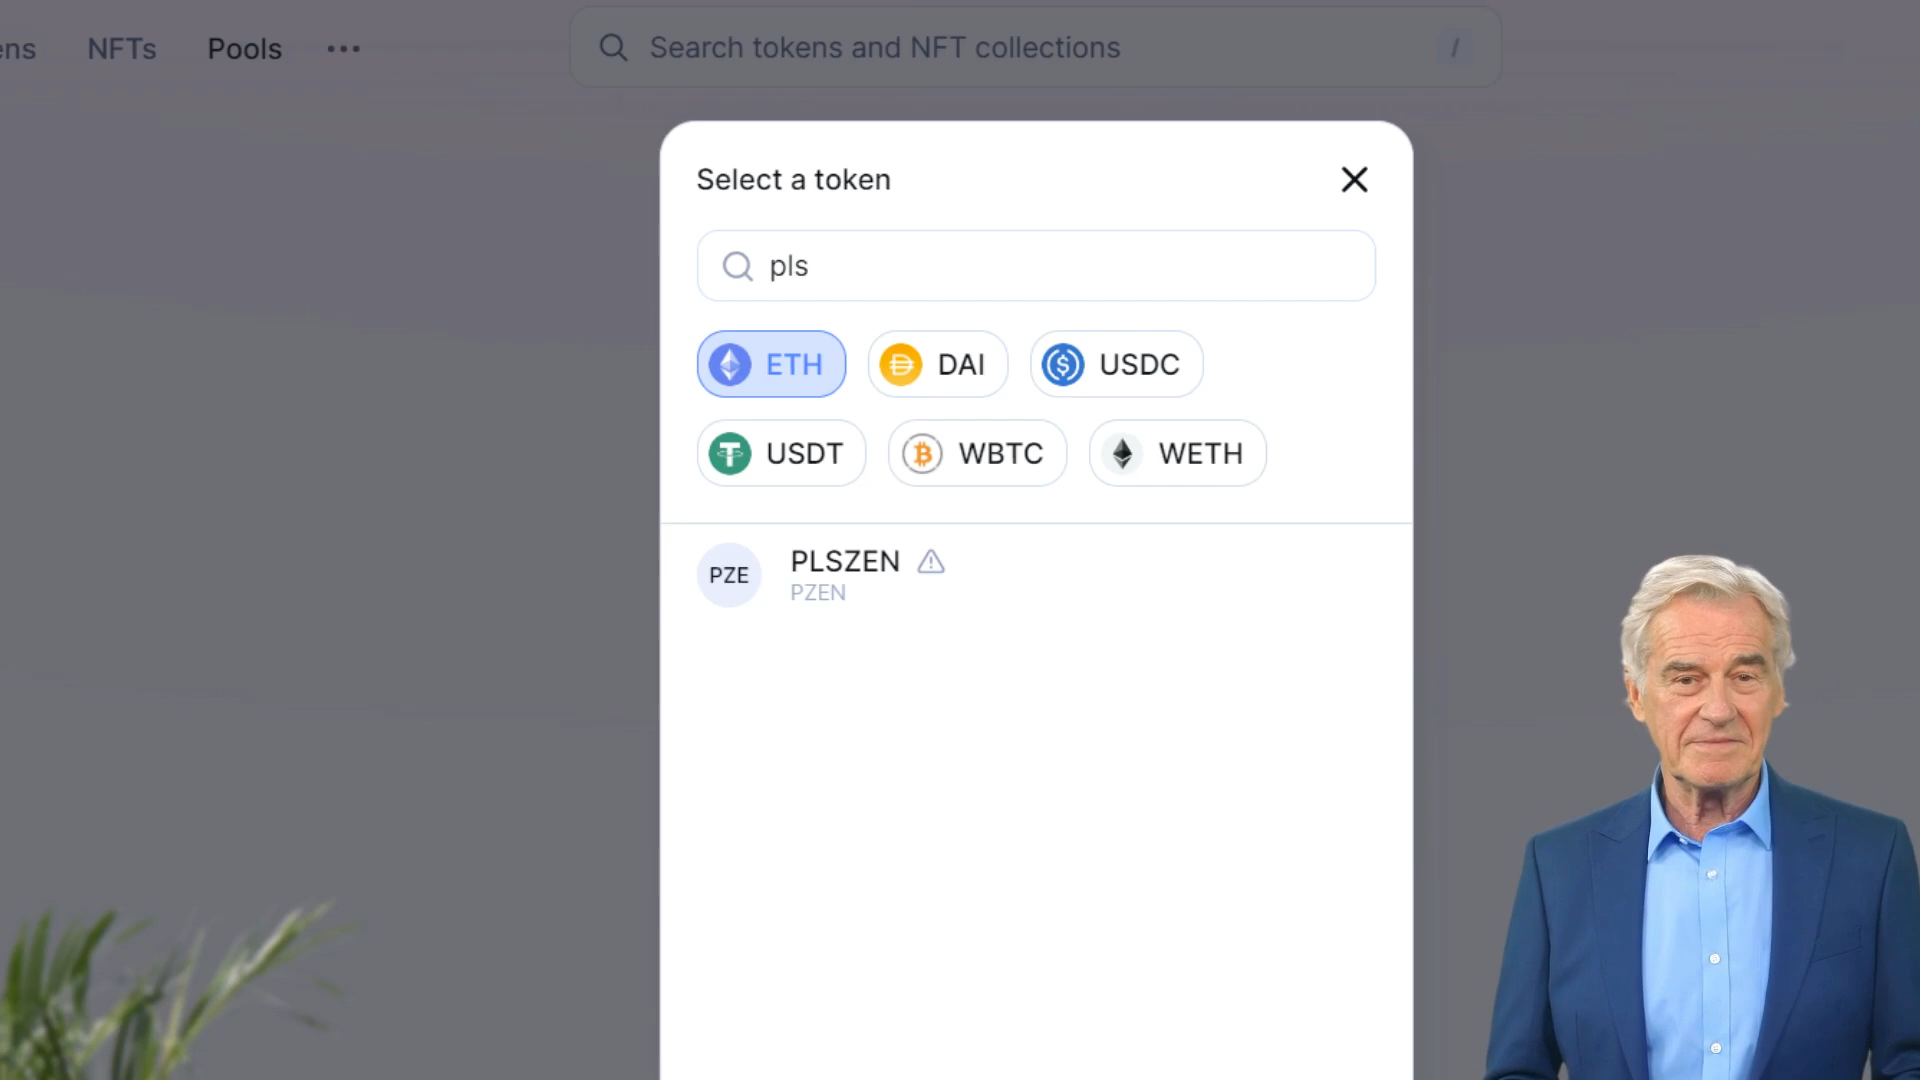 ens NFTs Pools
Search tokens and NFT collections /
Select a token
pls
ETH DAI USDC
USDT WBTC WETH
PZE PLSZEN
PZEN